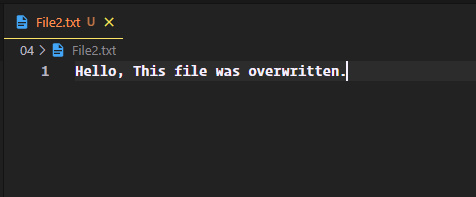 File2.txt U
04 > File2.txt
1 Hello, This file was overwritten.